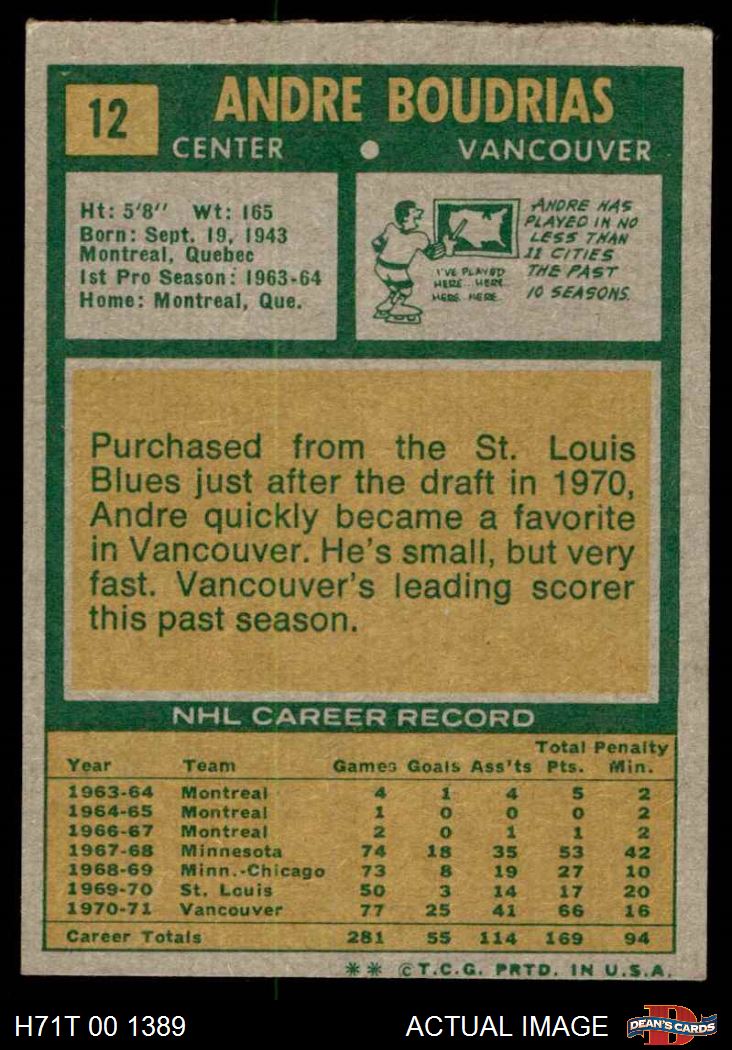 12
ANDRE BOUDRIAS
CENTER ● VANCOUVER
Ht: 5'8'' Wt: 165
Born: Sept. 19, 1943
Montreal, Quebec
1st Pro Season: 1963-64
Home: Montreal, Que.
I'VE PLAYED
HERE...HERE...
HERE...HERE...
ANDRE HAS
PLAYED IN NO
LESS THAN
11 CITIES
THE PAST
10 SEASONS.
Purchased from the St. Louis
Blues just after the draft in 1970,
Andre quickly became a favorite
in Vancouver. He's small, but very
fast. Vancouver's leading scorer
this past season.
NHL CAREER RECORD
Total Penalty
Year Team Games Goals Ass'ts Pts. Min.
1963-64 Montreal 4 1 4 5 2
1964-65 Montreal 1 0 0 0 2
1966-67 Montreal 2 0 1 1 2
1967-68 Minnesota 74 18 35 53 42
1968-69 Minn.-Chicago 73 8 19 27 10
1969-70 St. Louis 50 3 14 17 20
1970-71 Vancouver 77 25 41 66 16
Career Totals 281 55 114 169 94
** ©T.C.G. PRTD. IN U.S.A.
H71T 00 1389 ACTUAL IMAGE D DEAN'S CARDS